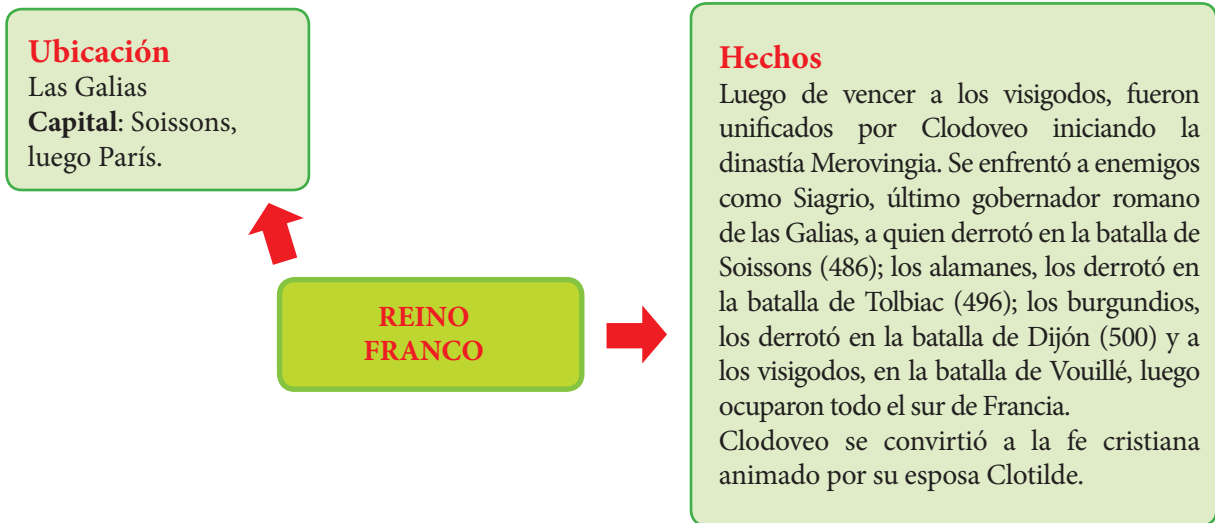 Ubicación
Las Galias
Capital: Soissons,
luego París.
REINO
FRANCO
Hechos
Luego de vencer a los visigodos, fueron
unificados por Clodoveo iniciando la
dinastía Merovingia. Se enfrentó a enemigos
como Siagrio, último gobernador romano
de las Galias, a quien derrotó en la batalla de
Soissons (486); los alamanes, los derrotó en
la batalla de Tolbiac (496); los burgundios,
los derrotó en la batalla de Dijón (500) y a
los visigodos, en la batalla de Vouillé, luego
ocuparon todo el sur de Francia.
Clodoveo se convirtió a la fe cristiana
animado por su esposa Clotilde.